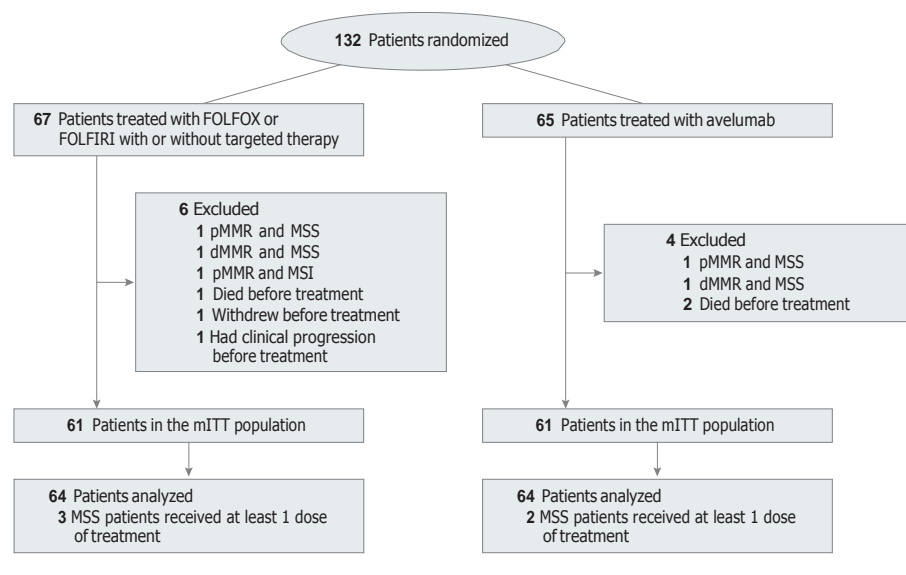 132 Patients randomized
67 Patients treated with FOLFOX or
FOLFIRI with or without targeted therapy
65 Patients treated with avelumab
6 Excluded
1 pMMR and MSS
1 dMMR and MSS
1 pMMR and MSI
1 Died before treatment
1 Withdrew before treatment
1 Had clinical progression
before treatment
4 Excluded
1 pMMR and MSS
1 dMMR and MSS
2 Died before treatment
61 Patients in the mITT population
61 Patients in the mITT population
64 Patients analyzed
3 MSS patients received at least 1 dose
of treatment
64 Patients analyzed
2 MSS patients received at least 1 dose
of treatment